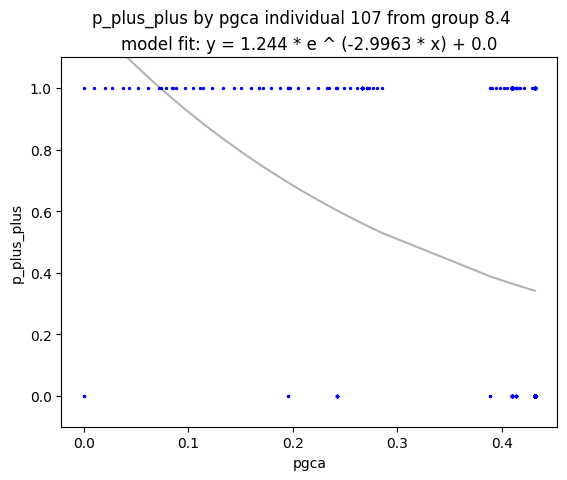 p_plus_plus by pgca individual 107 from group 8.4
model fit: y = 1.244 * e ^ (-2.9963 * x) + 0.0
1.0
0.8
0.6
0.4
0.2
0.0
p_plus_plus
0.0 0.1 0.2 0.3 0.4
pgca